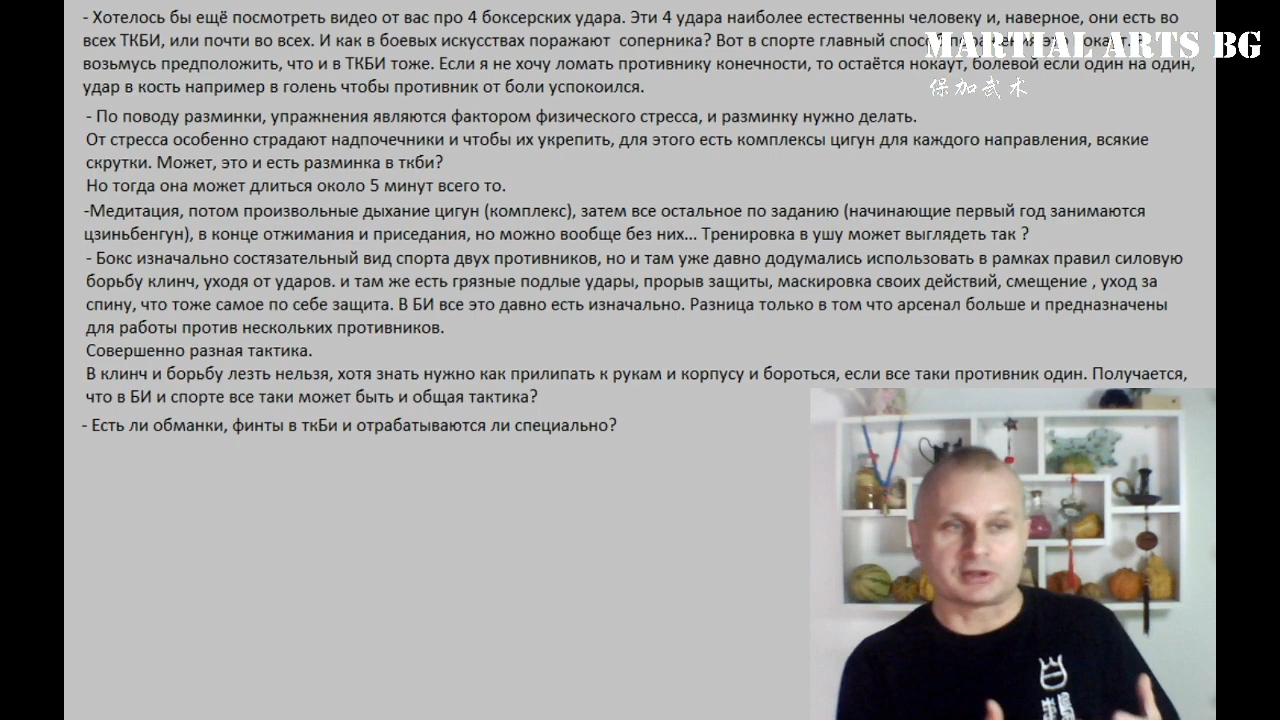 - Хотелось бы ещё посмотреть видео от вас про 4 боксерских удара. Эти 4 удара наиболее естественны человеку и, наверное, они есть во
всех ТКБИ, или почти во всех. И как в боевых искусствах поражают соперника? Вот в спорте главный
возьмусь предположить, что и в ТКБИ тоже. Если я не хочу ломать противнику конечности, то остаётся нокаут, болевой если один на один,
удар в кость например в голень чтобы противник от боли успокоился.
MARTIAL ARTS BG
保加武术
- По поводу разминки, упражнения являются фактором физического стресса, и разминку нужно делать.
От стресса особенно страдают надпочечники и чтобы их укрепить, для этого есть комплексы цигун для каждого направления, всякие
скрутки. Может, это и есть разминка в ткби?
Но тогда она может длиться около 5 минут всего то.
-Медитация, потом произвольные дыхание цигун (комплекс), затем все остальное по заданию (начинающие первый год занимаются
цзиньбенгун), в конце отжимания и приседания, но можно вообще без них... Тренировка в ушу может выглядеть так ?
- Бокс изначально состязательный вид спорта двух противников, но и там уже давно додумались использовать в рамках правил силовую
борьбу клинч, уходя от ударов. и там же есть грязные подлые удары, прорыв защиты, маскировка своих действий, смещение , уход за
спину, что тоже самое по себе защита. В БИ все это давно есть изначально. Разница только в том что арсенал больше и предназначены
для работы против нескольких противников.
Совершенно разная тактика.
В клинч и борьбу лезть нельзя, хотя знать нужно как прилипать к рукам и корпусу и бороться, если все таки противник один. Получается,
что в БИ и спорте все таки может быть и общая тактика?
- Есть ли обманки, финты в ткБи и отрабатываются ли специально?